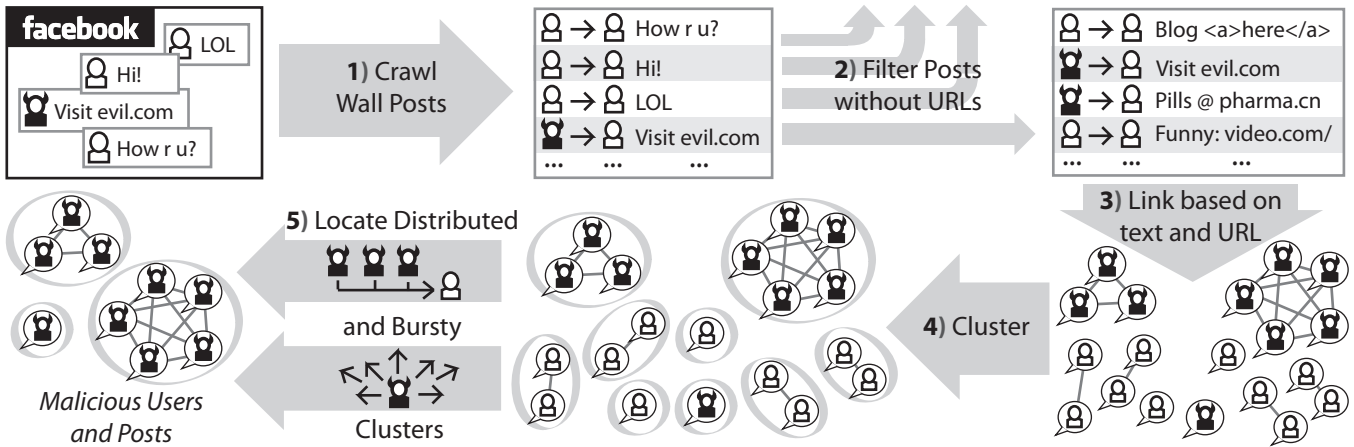 facebook
LOL
Hi!
Visit evil.com
How r u?
1) Crawl
Wall Posts
How r u?
Hi!
LOL
Visit evil.com
... ... ...
2) Filter Posts
without URLs
Blog <a>here</a>
Visit evil.com
Pills @ pharma.cn
Funny: video.com/
... ... ...
3) Link based on
text and URL
4) Cluster
5) Locate Distributed
and Bursty
Clusters
Malicious Users
and Posts